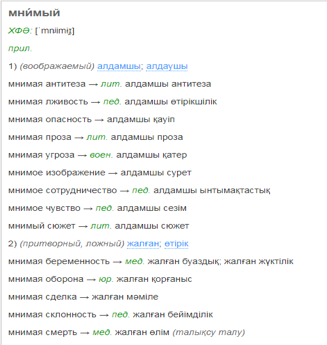 мни́мый
ХФӘ: [ˈmnʲimɨj]
прил.
1) (воображаемый) алдамшы; алдаушы
мнимая антитеза → лит. алдамшы антитеза
мнимая лживость → пед. алдамшы өтірікшілік
мнимая опасность → алдамшы қауіп
мнимая проза → лит. алдамшы проза
мнимая угроза → воен. алдамшы қатер
мнимое изображение → алдамшы сурет
мнимое сотрудничество → пед. алдамшы ынтымақтастық
мнимое чувство → пед. алдамшы сезім
мнимый сюжет → лит. алдамшы сюжет
2) (притворный, ложный) жалған; өтірік
мнимая беременность → мед. жалған буаздық; жалған жүктілік
мнимая оборона → юр. жалған қорғаныс
мнимая сделка → жалған мәміле
мнимая склонность → пед. жалған бейімділік
мнимая смерть → мед. жалған өлім (талықсу талу)